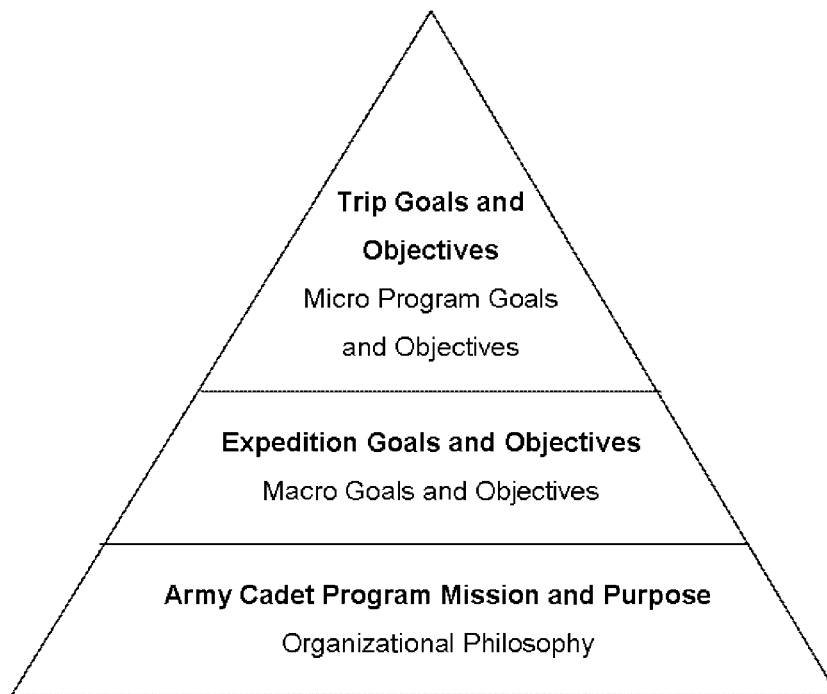 Trip Goals and
Objectives
Micro Program Goals
and Objectives
Expedition Goals and Objectives
Macro Goals and Objectives
Army Cadet Program Mission and Purpose
Organizational Philosophy